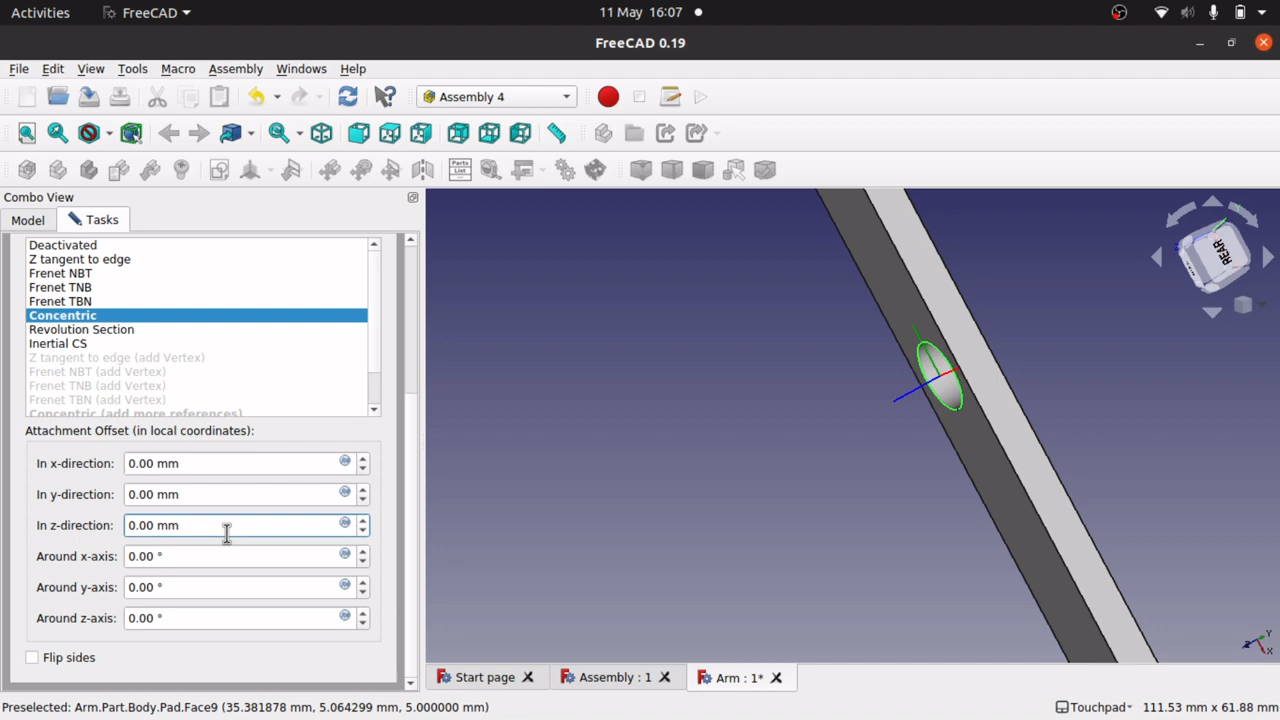 Activities
FreeCAD
11 May 16:07
FreeCAD 0.19
File Edit View Tools Macro Assembly Windows Help
Assembly 4
Parts
List
Combo View
Model
Tasks
Deactivated
Z tangent to edge
Frenet NBT
Frenet TNB
Frenet TBN
Concentric
Revolution Section
Inertial CS
Z tangent to edge (add Vertex)
Frenet NBT (add Vertex)
Frenet TNB (add Vertex)
Frenet TBN (add Vertex)
Concentric (add more references)
Attachment Offset (in local coordinates):
In x-direction: 0.00 mm
In y-direction: 0.00 mm
In z-direction: 0.00 mm
Around x-axis: 0.00 °
Around y-axis: 0.00 °
Around z-axis: 0.00 °
Flip sides
REAR
Y
Z
X
Start page
Assembly : 1
Arm : 1*
Preselected: Arm.Part.Body.Pad.Face9 (35.381878 mm, 5.064299 mm, 5.000000 mm)
Touchpad
111.53 mm x 61.88 mm